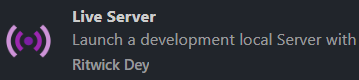 Live Server
Launch a development local Server with
Ritwick Dey